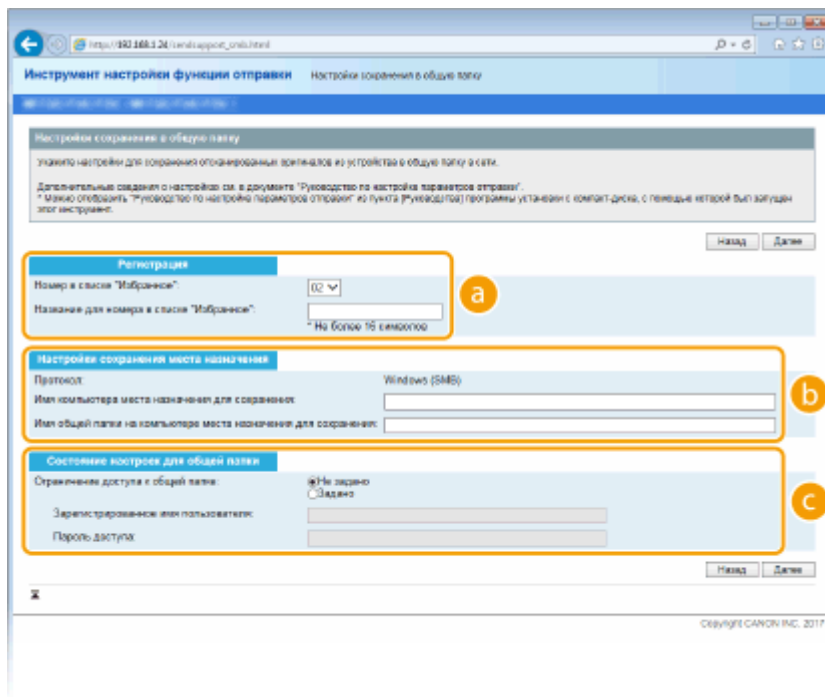 http://192.168.1.24/sendsupport_smb.html
Инструмент настройки функции отправки Настройки сохранения в общую папку
Настройки сохранения в общую папку
Укажите настройки для сохранения отсканированных оригиналов из устройства в общую папку в сети.
Дополнительные сведения о настройках см. в документе "Руководство по настройке параметров отправки".
* Можно отобразить "Руководство по настройке параметров отправки" из пункта [Руководства] программы установки с компакт-диска, с помощью которой был запущен
этот инструмент.
Назад Далее
Регистрация
Номер в списке "Избранное": 02
Название для номера в списке "Избранное":
* Не более 16 символов
a
Настройки сохранения места назначения
Протокол: Windows (SMB)
Имя компьютера места назначения для сохранения:
Имя общей папки на компьютере места назначения для сохранения:
b
Состояние настроек для общей папки
Ограничение доступа к общей папке: Не задано
Задано
Зарегистрированное имя пользователя:
Пароль доступа:
c
Назад Далее
Copyright CANON INC. 2017